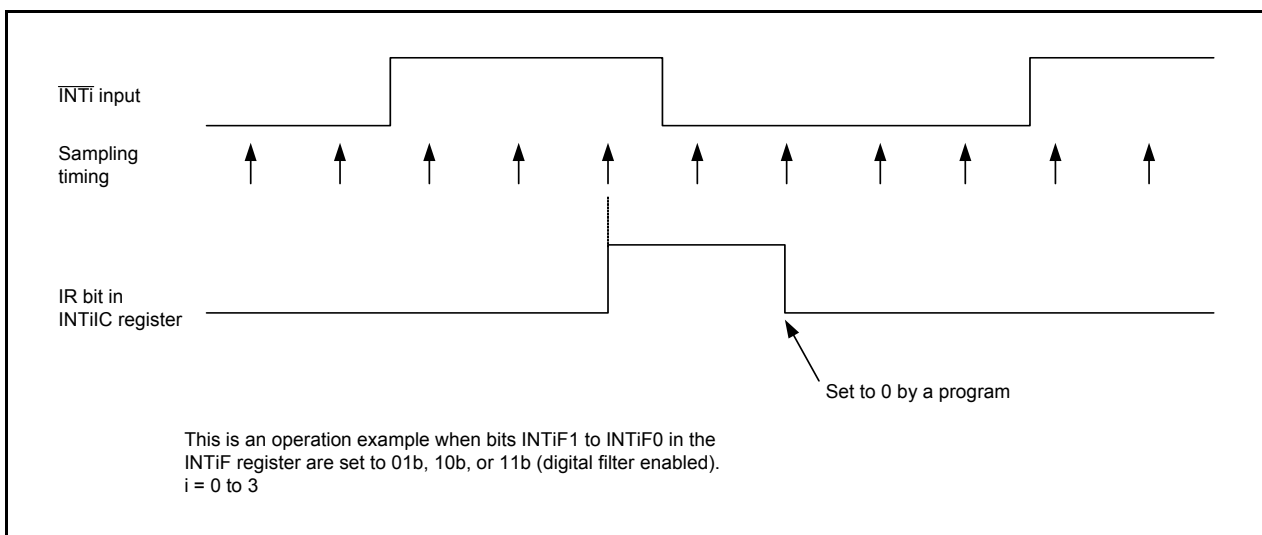 I̅N̅T̅i̅ input
Sampling
timing
IR bit in
INTiIC register
Set to 0 by a program
This is an operation example when bits INTiF1 to INTiF0 in the
INTiF register are set to 01b, 10b, or 11b (digital filter enabled).
i = 0 to 3